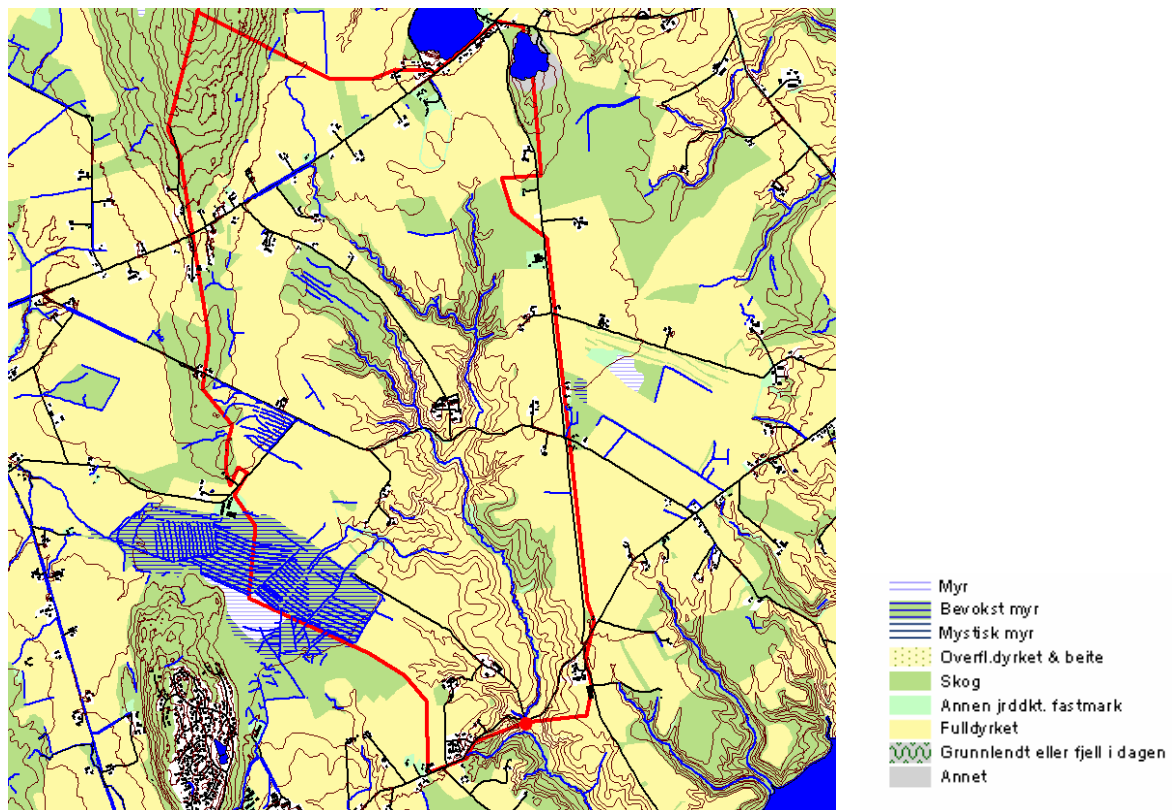 Myr
Bevokst myr
Mystisk myr
Overfl.dyrket & beite
Skog
Annen jrddkt. fastmark
Fulldyrket
Grunnlendt eller fjell i dagen
Annet